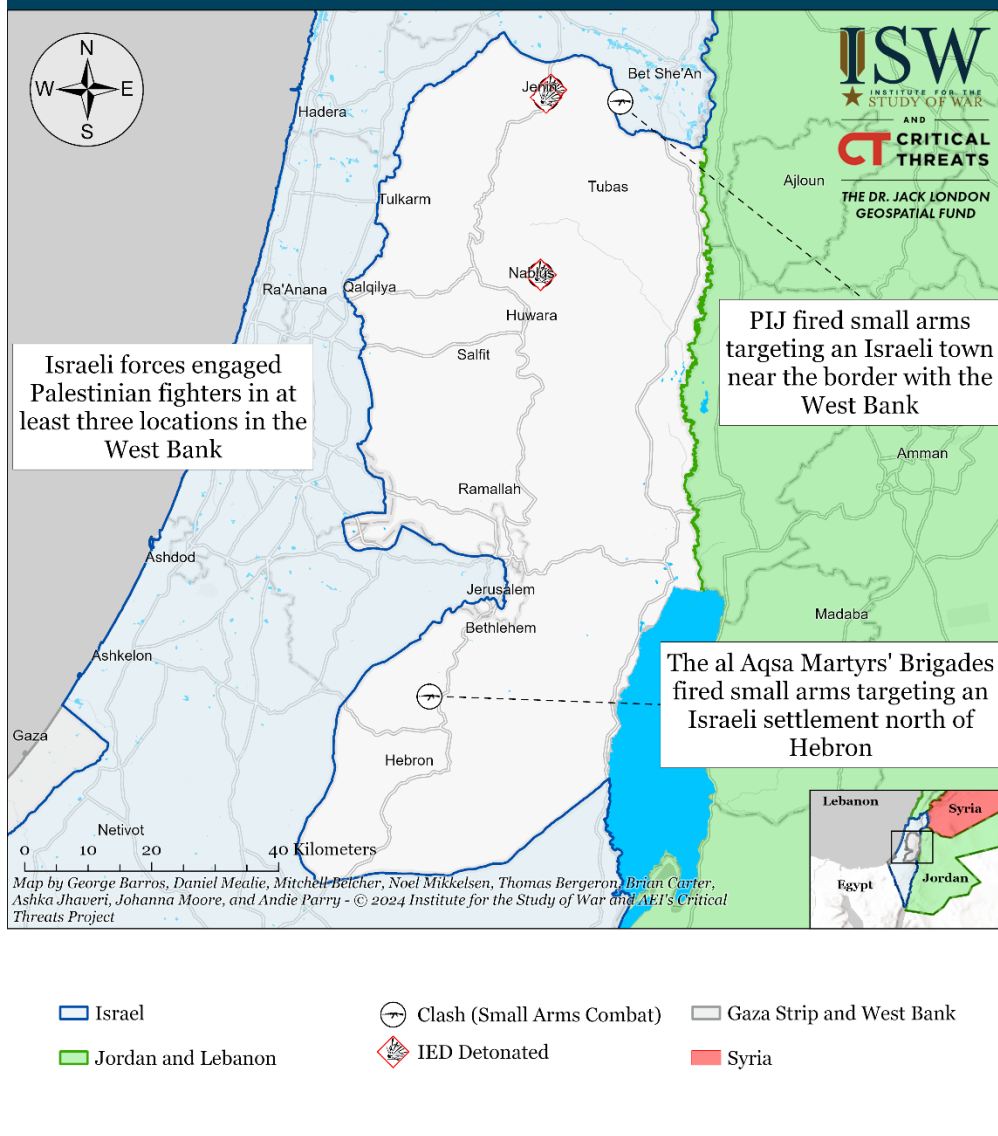 N
W
E
S
ISW
INSTITUTE FOR THE
STUDY OF WAR
AND
CT CRITICAL
THREATS
THE DR. JACK LONDON
GEOSPATIAL FUND
Jenin
Bet She'An
Hadera
Ajloun
Tubas
Tulkarm
Nablus
Ra'Anana
Qalqilya
Huwara
Salfit
PIJ fired small arms
targeting an Israeli town
near the border with the
West Bank
Israeli forces engaged
Palestinian fighters in at
least three locations in the
West Bank
Amman
Ramallah
Ashdod
Jerusalem
Madaba
Bethlehem
Ashkelon
The al Aqsa Martyrs' Brigades
fired small arms targeting an
Israeli settlement north of
Hebron
Gaza
Hebron
Netivot
Lebanon
Syria
Egypt
Jordan
0 10 20 40 Kilometers
Map by George Barros, Daniel Mealie, Mitchell Belcher, Noel Mikkelsen, Thomas Bergeron, Brian Carter,
Ashka Jhaveri, Johanna Moore, and Andie Parry - © 2024 Institute for the Study of War and AEI's Critical
Threats Project
Israel
Clash (Small Arms Combat)
Gaza Strip and West Bank
Jordan and Lebanon
IED Detonated
Syria